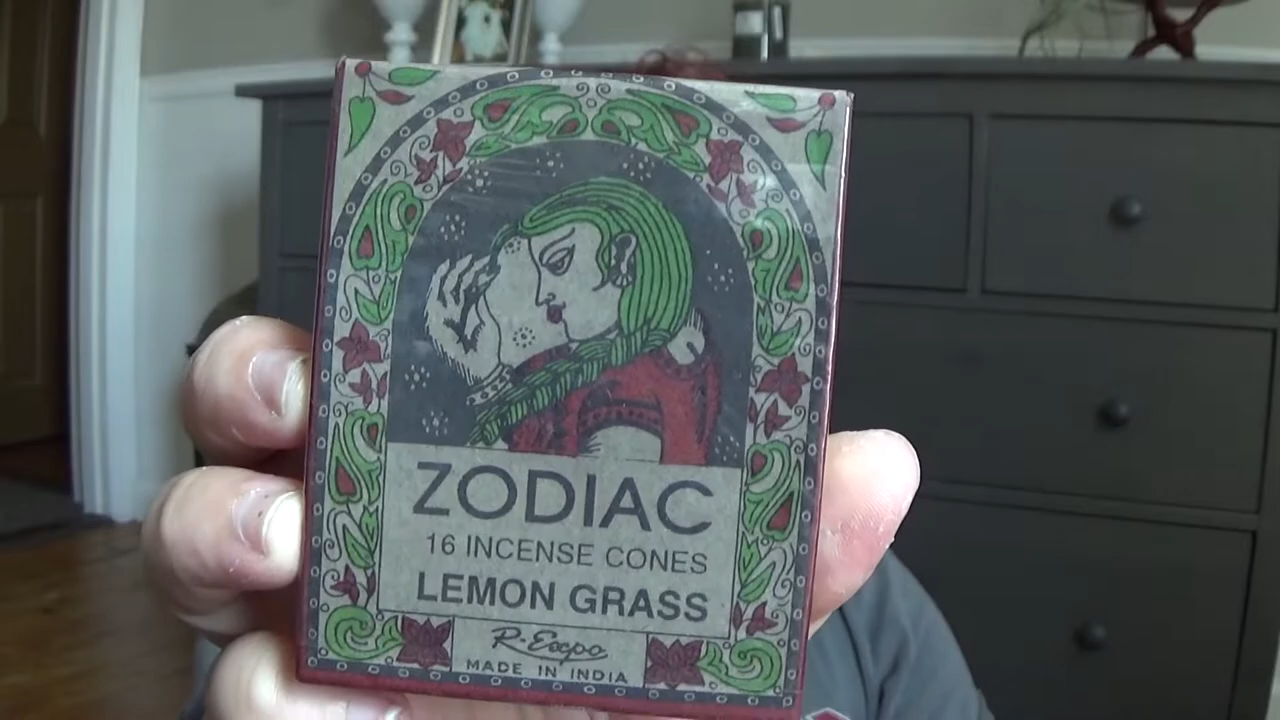 ZODIAC
16 INCENSE CONES
LEMON GRASS
R-Expo
MADE IN INDIA